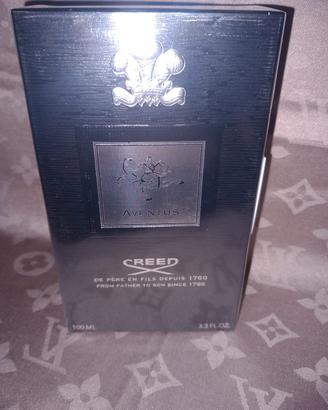 AVENTUS
CREED
DE PÈRE EN FILS DEPUIS 1760
FROM FATHER TO SON SINCE 1760
100 ML 3.3 FL.OZ.